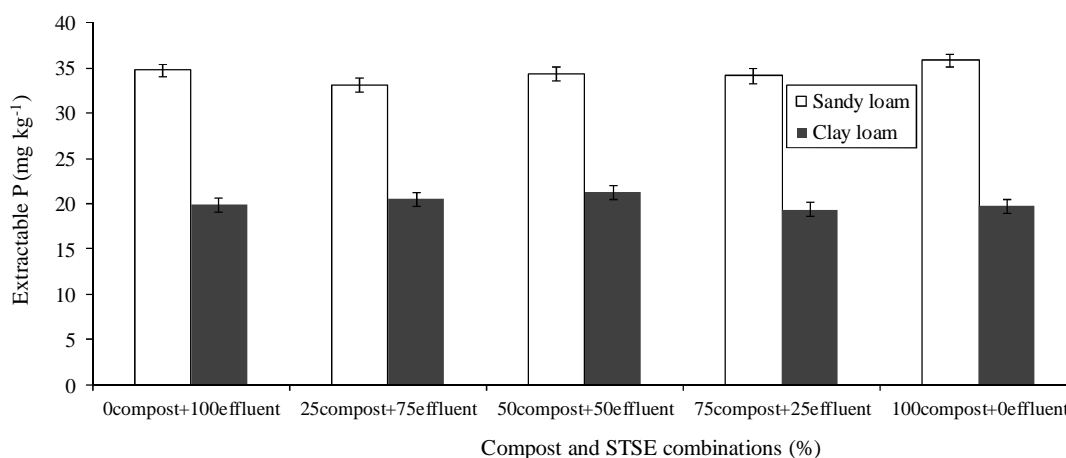 40
35
30
25
20
15
10
5
0
Extractable P (mg kg-1)
Sandy loam
Clay loam
0compost+100effluent 25compost+75effluent 50compost+50effluent 75compost+25effluent 100compost+0effluent
Compost and STSE combinations (%)